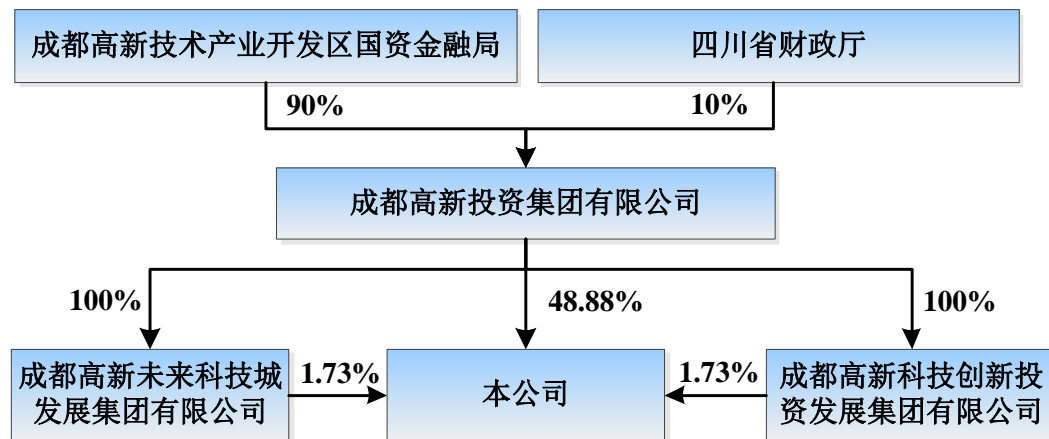 成都高新技术产业开发区国资金融局
四川省财政厅
90%
10%
成都高新投资集团有限公司
100%
48.88%
100%
成都高新未来科技城
发展集团有限公司
1.73%
本公司
1.73%
成都高新科技创新投
资发展集团有限公司